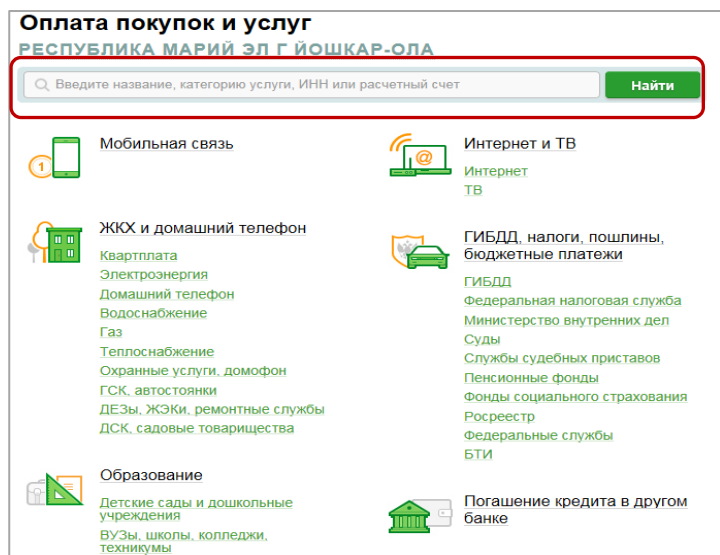 Оплата покупок и услуг
РЕСПУБЛИКА МАРИЙ ЭЛ Г ЙОШКАР-ОЛА
Введите название, категорию услуги, ИНН или расчетный счет
Найти
1
Мобильная связь
ЖКХ и домашний телефон
Квартплата
Электроэнергия
Домашний телефон
Водоснабжение
Газ
Теплоснабжение
Охранные услуги, домофон
ГСК, автостоянки
ДЕЗы, ЖЭКи, ремонтные службы
ДСК, садовые товарищества
Образование
Детские сады и дошкольные
учреждения
ВУЗы, школы, колледжи,
техникумы
@
Интернет и ТВ
Интернет
ТВ
ГИБДД, налоги, пошлины,
бюджетные платежи
ГИБДД
Федеральная налоговая служба
Министерство внутренних дел
Суды
Службы судебных приставов
Пенсионные фонды
Фонды социального страхования
Росреестр
Федеральные службы
БТИ
Погашение кредита в другом
банке